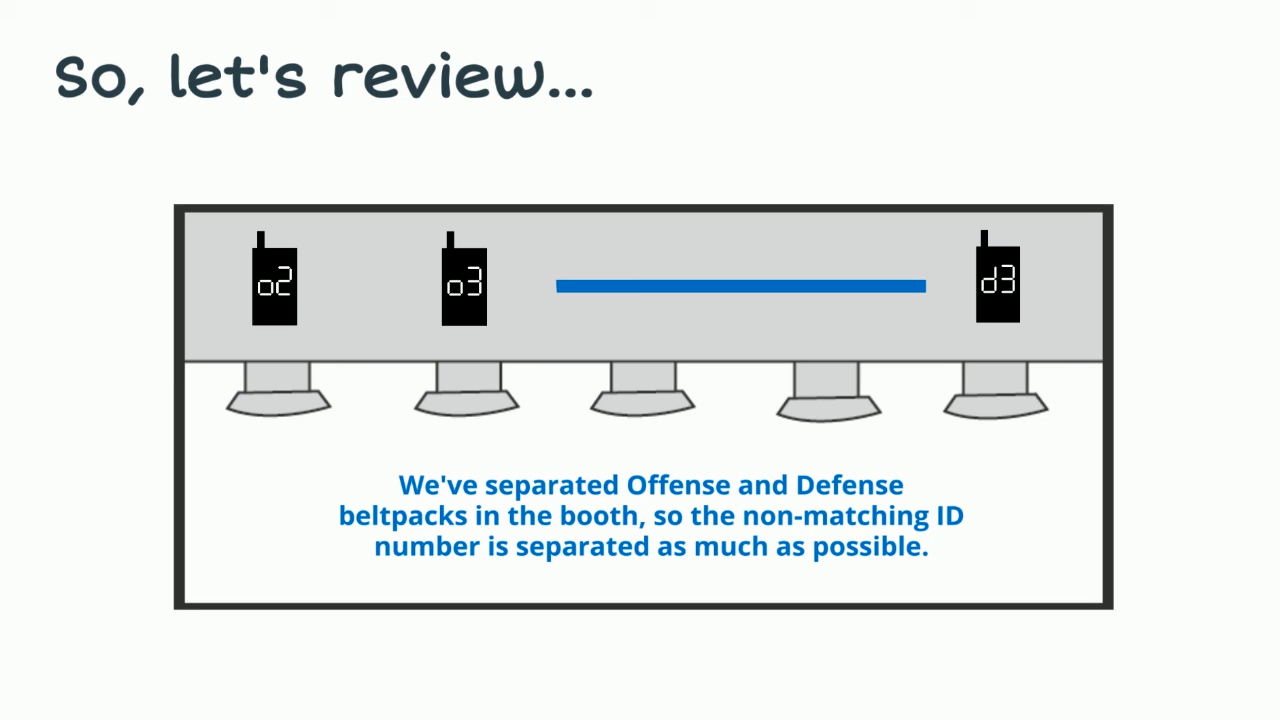 So, let's review...
o2
o3
d3
We've separated Offense and Defense
beltpacks in the booth, so the non-matching ID
number is separated as much as possible.